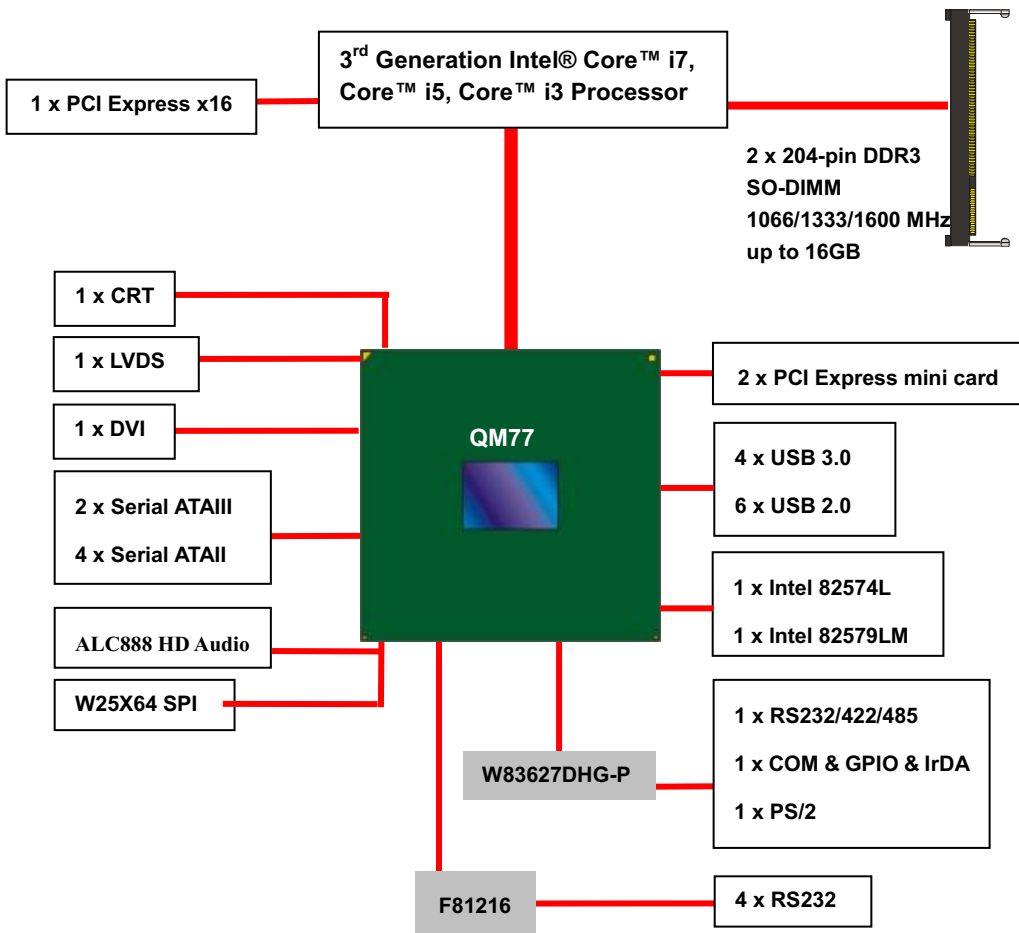 3rd Generation Intel® Core™ i7,
Core™ i5, Core™ i3 Processor
1 x PCI Express x16
2 x 204-pin DDR3
SO-DIMM
1066/1333/1600 MHz
up to 16GB
1 x CRT
1 x LVDS
1 x DVI
2 x Serial ATAIII
4 x Serial ATAII
ALC888 HD Audio
W25X64 SPI
QM77
2 x PCI Express mini card
4 x USB 3.0
6 x USB 2.0
1 x Intel 82574L
1 x Intel 82579LM
W83627DHG-P
1 x RS232/422/485
1 x COM & GPIO & IrDA
1 x PS/2
F81216
4 x RS232